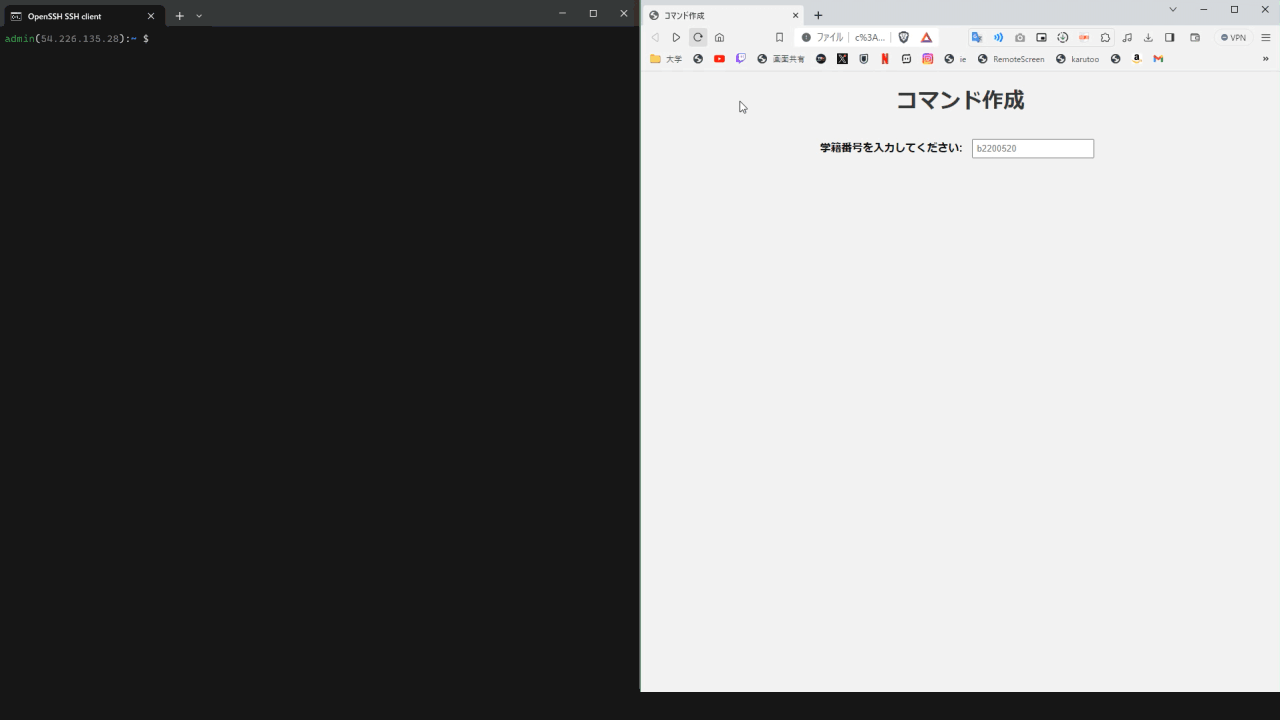 OpenSSH SSH client
admin(54.226.135.28):~ $
コマンド作成
ファイル
c%3A...
VPN
大学
画面共有
ie
RemoteScreen
karutoo
コマンド作成
学籍番号を入力してください:
b2200520